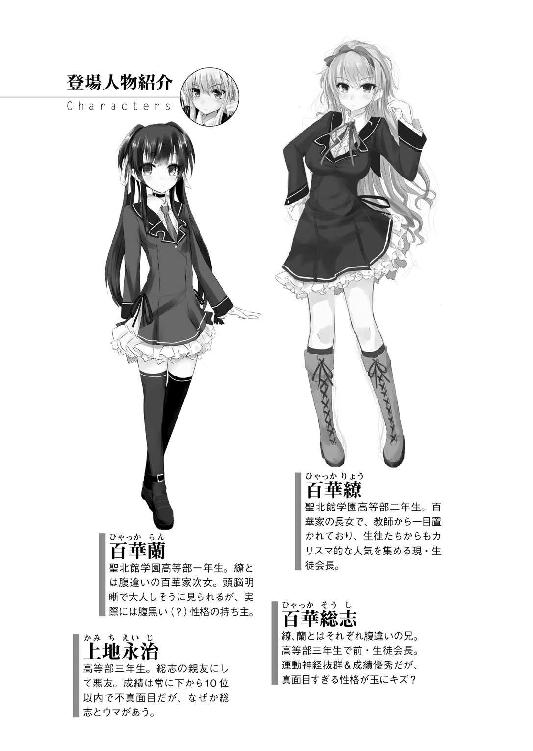 登場人物紹介
Characters
ひゃっか りょう
百華繚
聖北館学園高等部二年生。百
華家の長女で、教師から一目置
かれており、生徒たちからもカ
リスマ的な人気を集める現・生
徒会長。
ひゃっか らん
百華蘭
聖北館学園高等部一年生。繚と
は腹違いの百華家次女。頭脳明
晰で大人しそうに見られるが、実
際には腹黒い(?)性格の持ち主。
ひゃっか そう し
百華総志
繚、蘭とはそれぞれ腹違いの兄。
高等部三年生で前・生徒会長。
運動神経抜群&成績優秀だが、
真面目すぎる性格が玉にキズ?
かみ ち えい じ
上地永治
高等部三年生。総志の親友にし
て悪友。成績は常に下から10位
以内で不真面目だが、なぜか総
志とウマがあう。